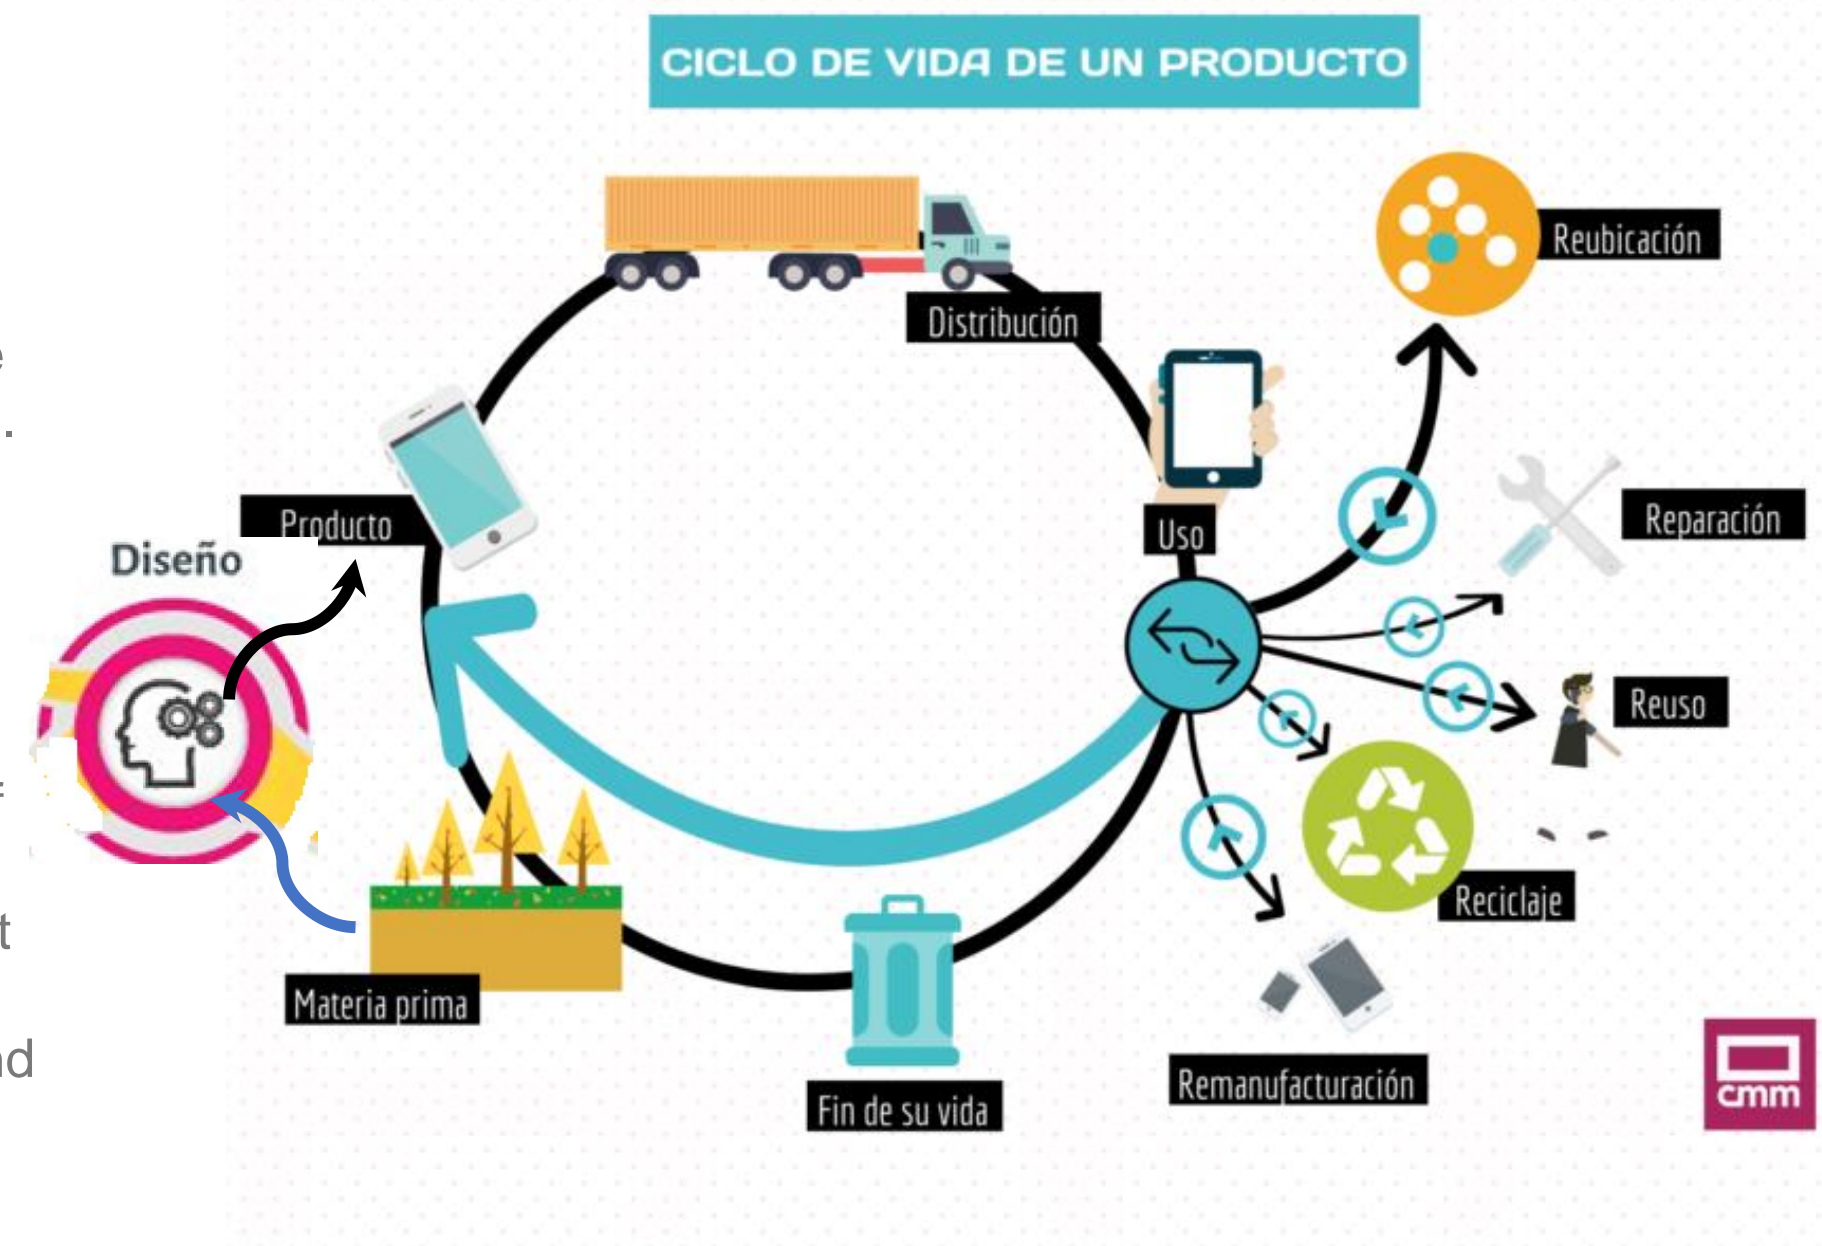 CICLO DE VIDA DE UN PRODUCTO
Reubicación
Distribución
Producto
Uso
Reparación
Diseño
Reuso
Reciclaje
Materia prima
Remanufacturación
Fin de su vida
cmm